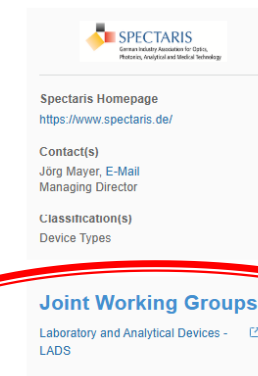 SPECTARIS
German Industry Association for Optics,
Photonics, Analytical and Medical Technology
Spectaris Homepage
https://www.spectaris.de/
Contact(s)
Jörg Mayer, E-Mail
Managing Director
Classification(s)
Device Types
Joint Working Groups
Laboratory and Analytical Devices -
LADS